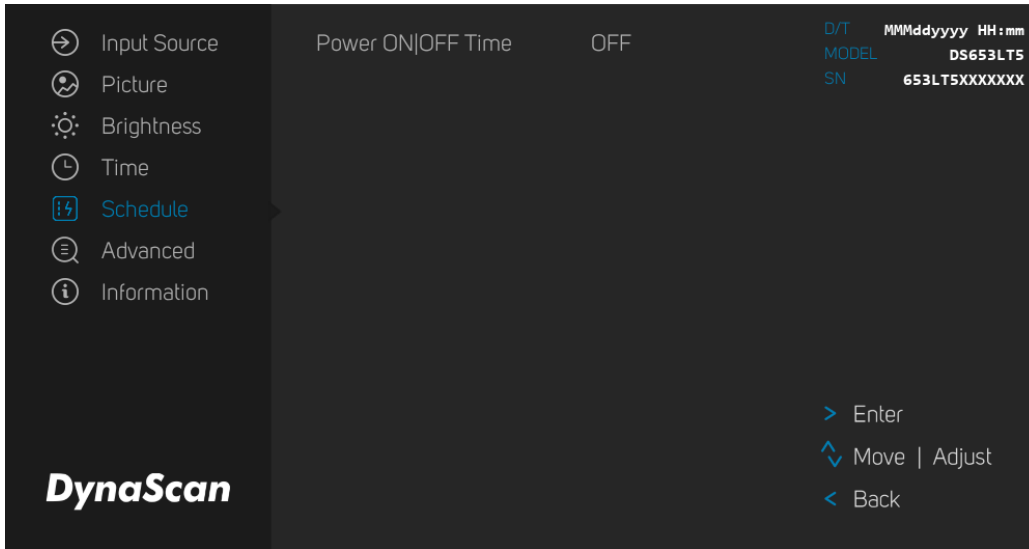 Input Source
Picture
Brightness
Time
Schedule
Advanced
Information
DynaScan
Power ON|OFF Time OFF
D/T MMMddyyyy HH:mm
MODEL DS653LT5
SN 653LT5XXXXXXX
> Enter
Move | Adjust
< Back